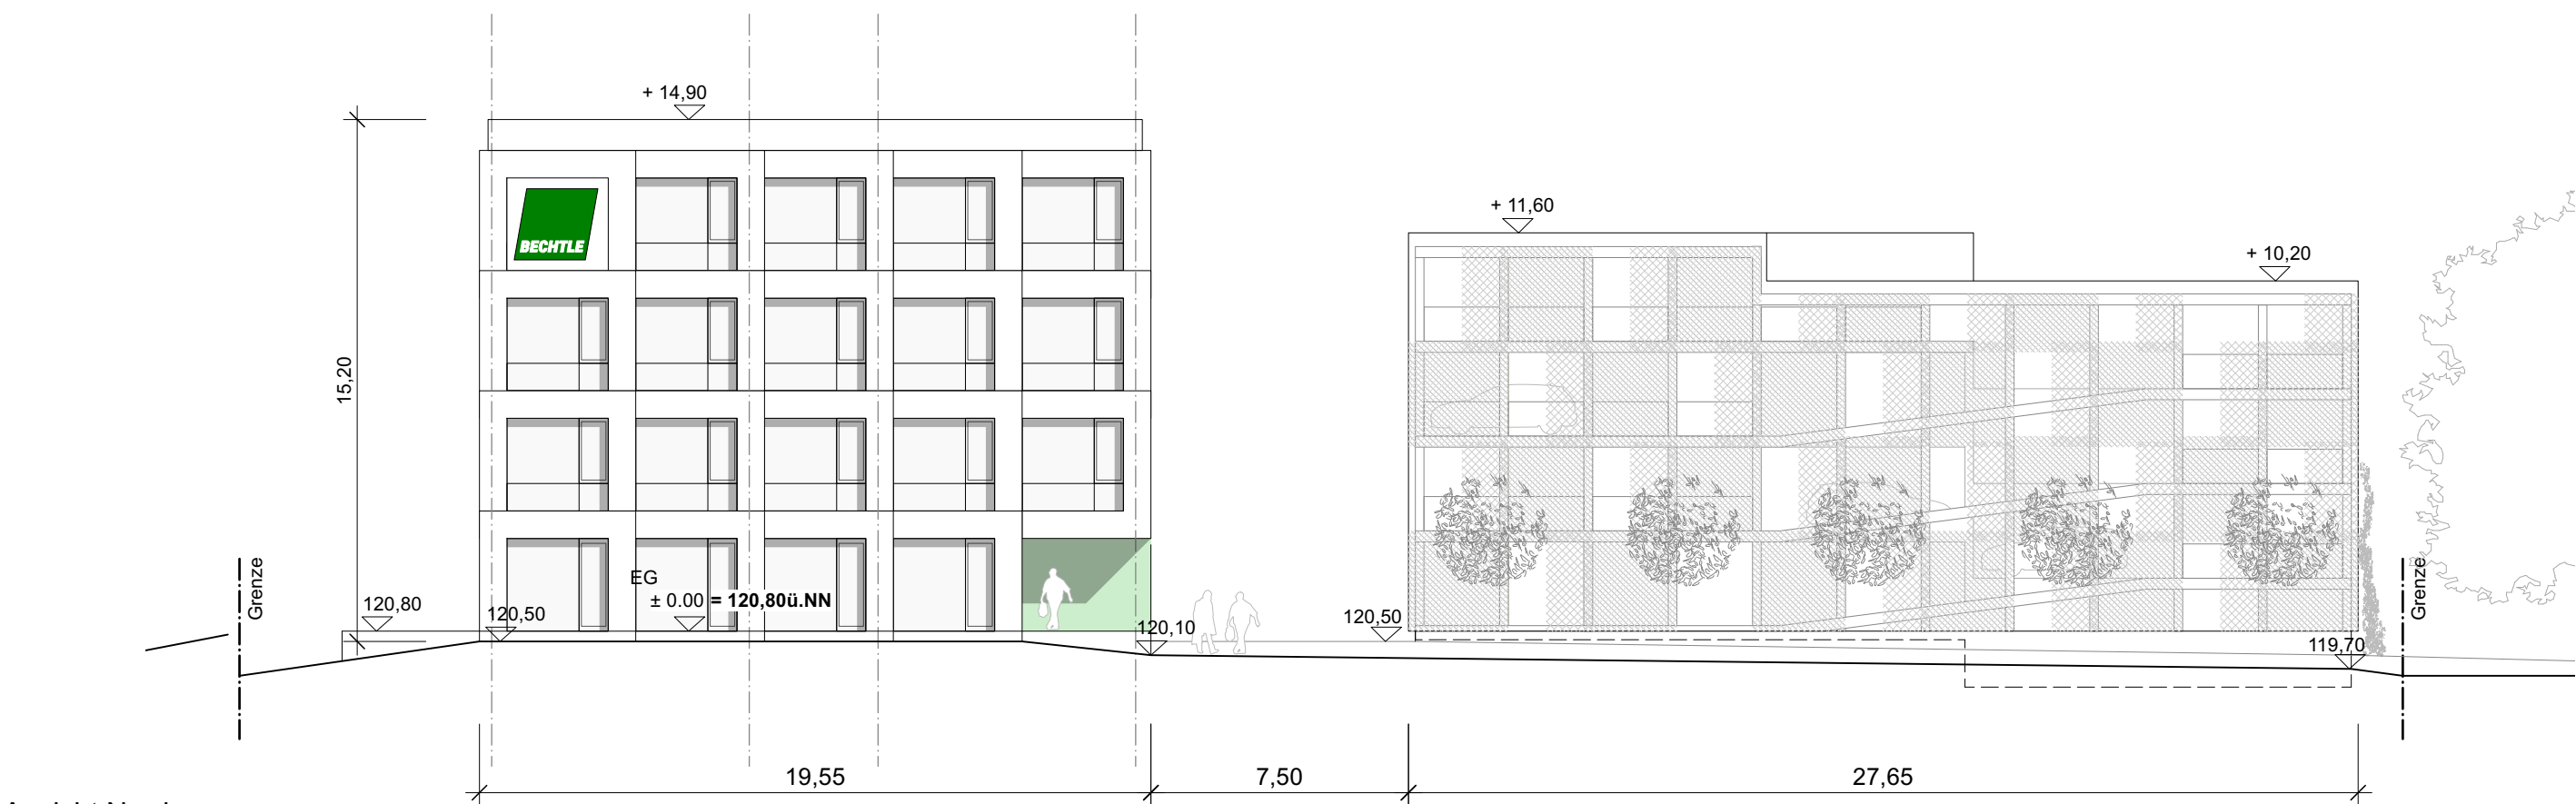 + 14,90
BECHTLE
+ 11,60
+ 10,20
15,20
Grenze
120,80
120,50
EG
± 0.00 = 120,80ü.NN
120,10
120,50
119,70
Grenze
19,55
7,50
27,65